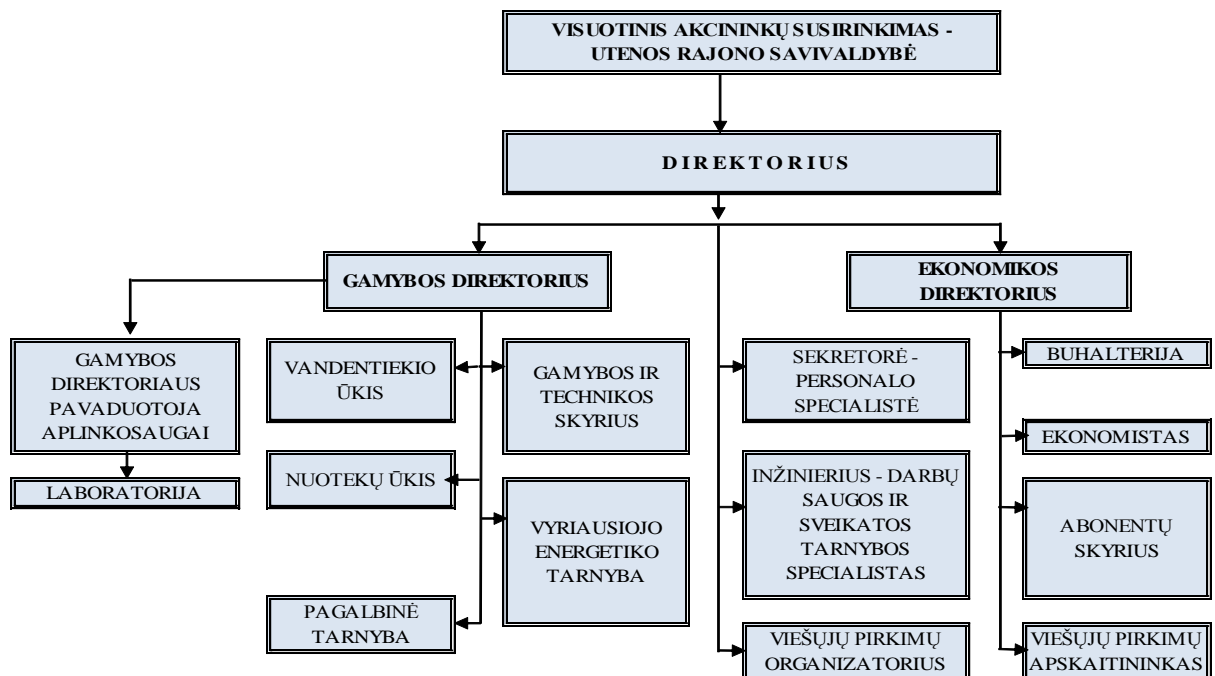 VISUOTINIS AKCININKŲ SUSIRINKIMAS -
UTENOS RAJONO SAVIVALDYBĖ
DIREKTORIUS
GAMYBOS DIREKTORIUS
EKONOMIKOS
DIREKTORIUS
GAMYBOS
DIREKTORIAUS
PAVADUOTOJA
APLINKOSAUGAI
LABORATORIJA
VANDENTIEKIO
ŪKIS
NUOTEKŲ ŪKIS
PAGALBINĖ
TARNYBA
GAMYBOS IR
TECHNIKOS
SKYRIUS
VYRIAUSIOJO
ENERGETIKO
TARNYBA
SEKRETORĖ -
PERSONALO
SPECIALISTĖ
INŽINIERIUS - DARBŲ
SAUGOS IR
SVEIKATOS
TARNYBOS
SPECIALISTAS
VIEŠŲJŲ PIRKIMŲ
ORGANIZATORIUS
BUHALTERIJA
EKONOMISTAS
ABONENTŲ
SKYRIUS
VIEŠŲJŲ PIRKIMŲ
APSKAITININKAS